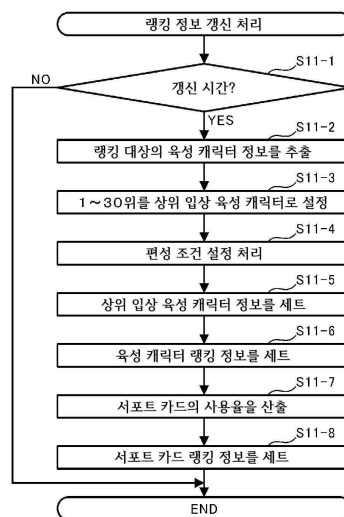 랭킹 정보 갱신 처리
S11-1
NO
갱신 시간?
YES
S11-2
랭킹 대상의 육성 캐릭터 정보를 추출
S11-3
1~30위를 상위 입상 육성 캐릭터로 설정
S11-4
편성 조건 설정 처리
S11-5
상위 입상 육성 캐릭터 정보를 세트
S11-6
육성 캐릭터 랭킹 정보를 세트
S11-7
서포트 카드의 사용율을 산출
S11-8
서포트 카드 랭킹 정보를 세트
END